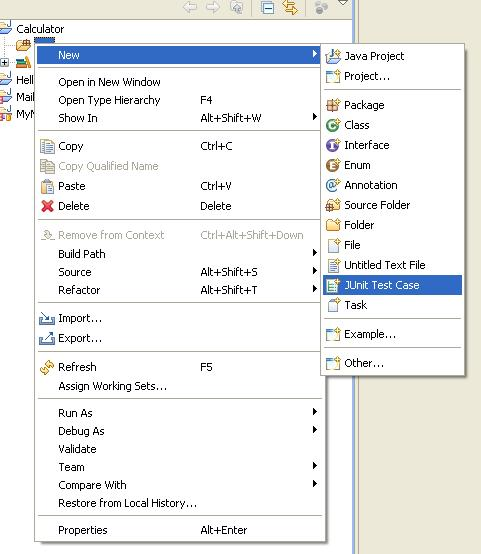 Calculator
Hell
Mail
MyN
New
Open in New Window
Open Type Hierarchy F4
Show In Alt+Shift+W
Copy Ctrl+C
Copy Qualified Name
Paste Ctrl+V
Delete Delete
Remove from Context Ctrl+Alt+Shift+Down
Build Path
Source Alt+Shift+S
Refactor Alt+Shift+T
Import...
Export...
Refresh F5
Assign Working Sets...
Run As
Debug As
Validate
Team
Compare With
Restore from Local History...
Properties Alt+Enter
Java Project
Project...
Package
Class
Interface
Enum
Annotation
Source Folder
Folder
File
Untitled Text File
JUnit Test Case
Task
Example...
Other...